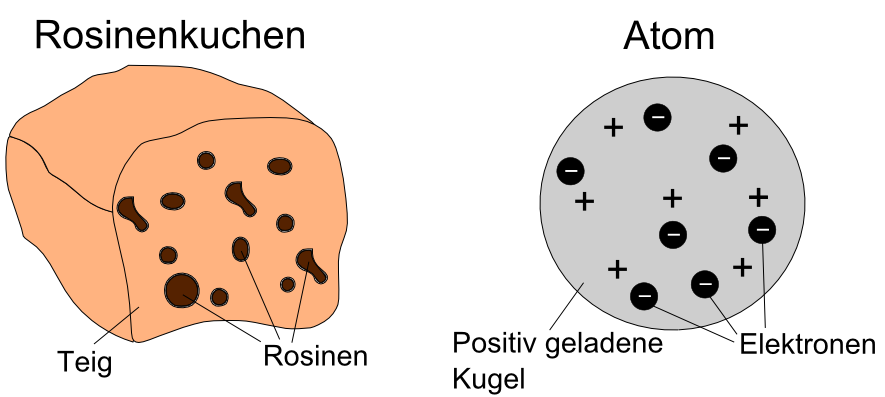 Rosinenkuchen
Teig
Rosinen
Atom
+ +
+ + +
+ +
− − − − − − −
Positiv geladene
Kugel
Elektronen